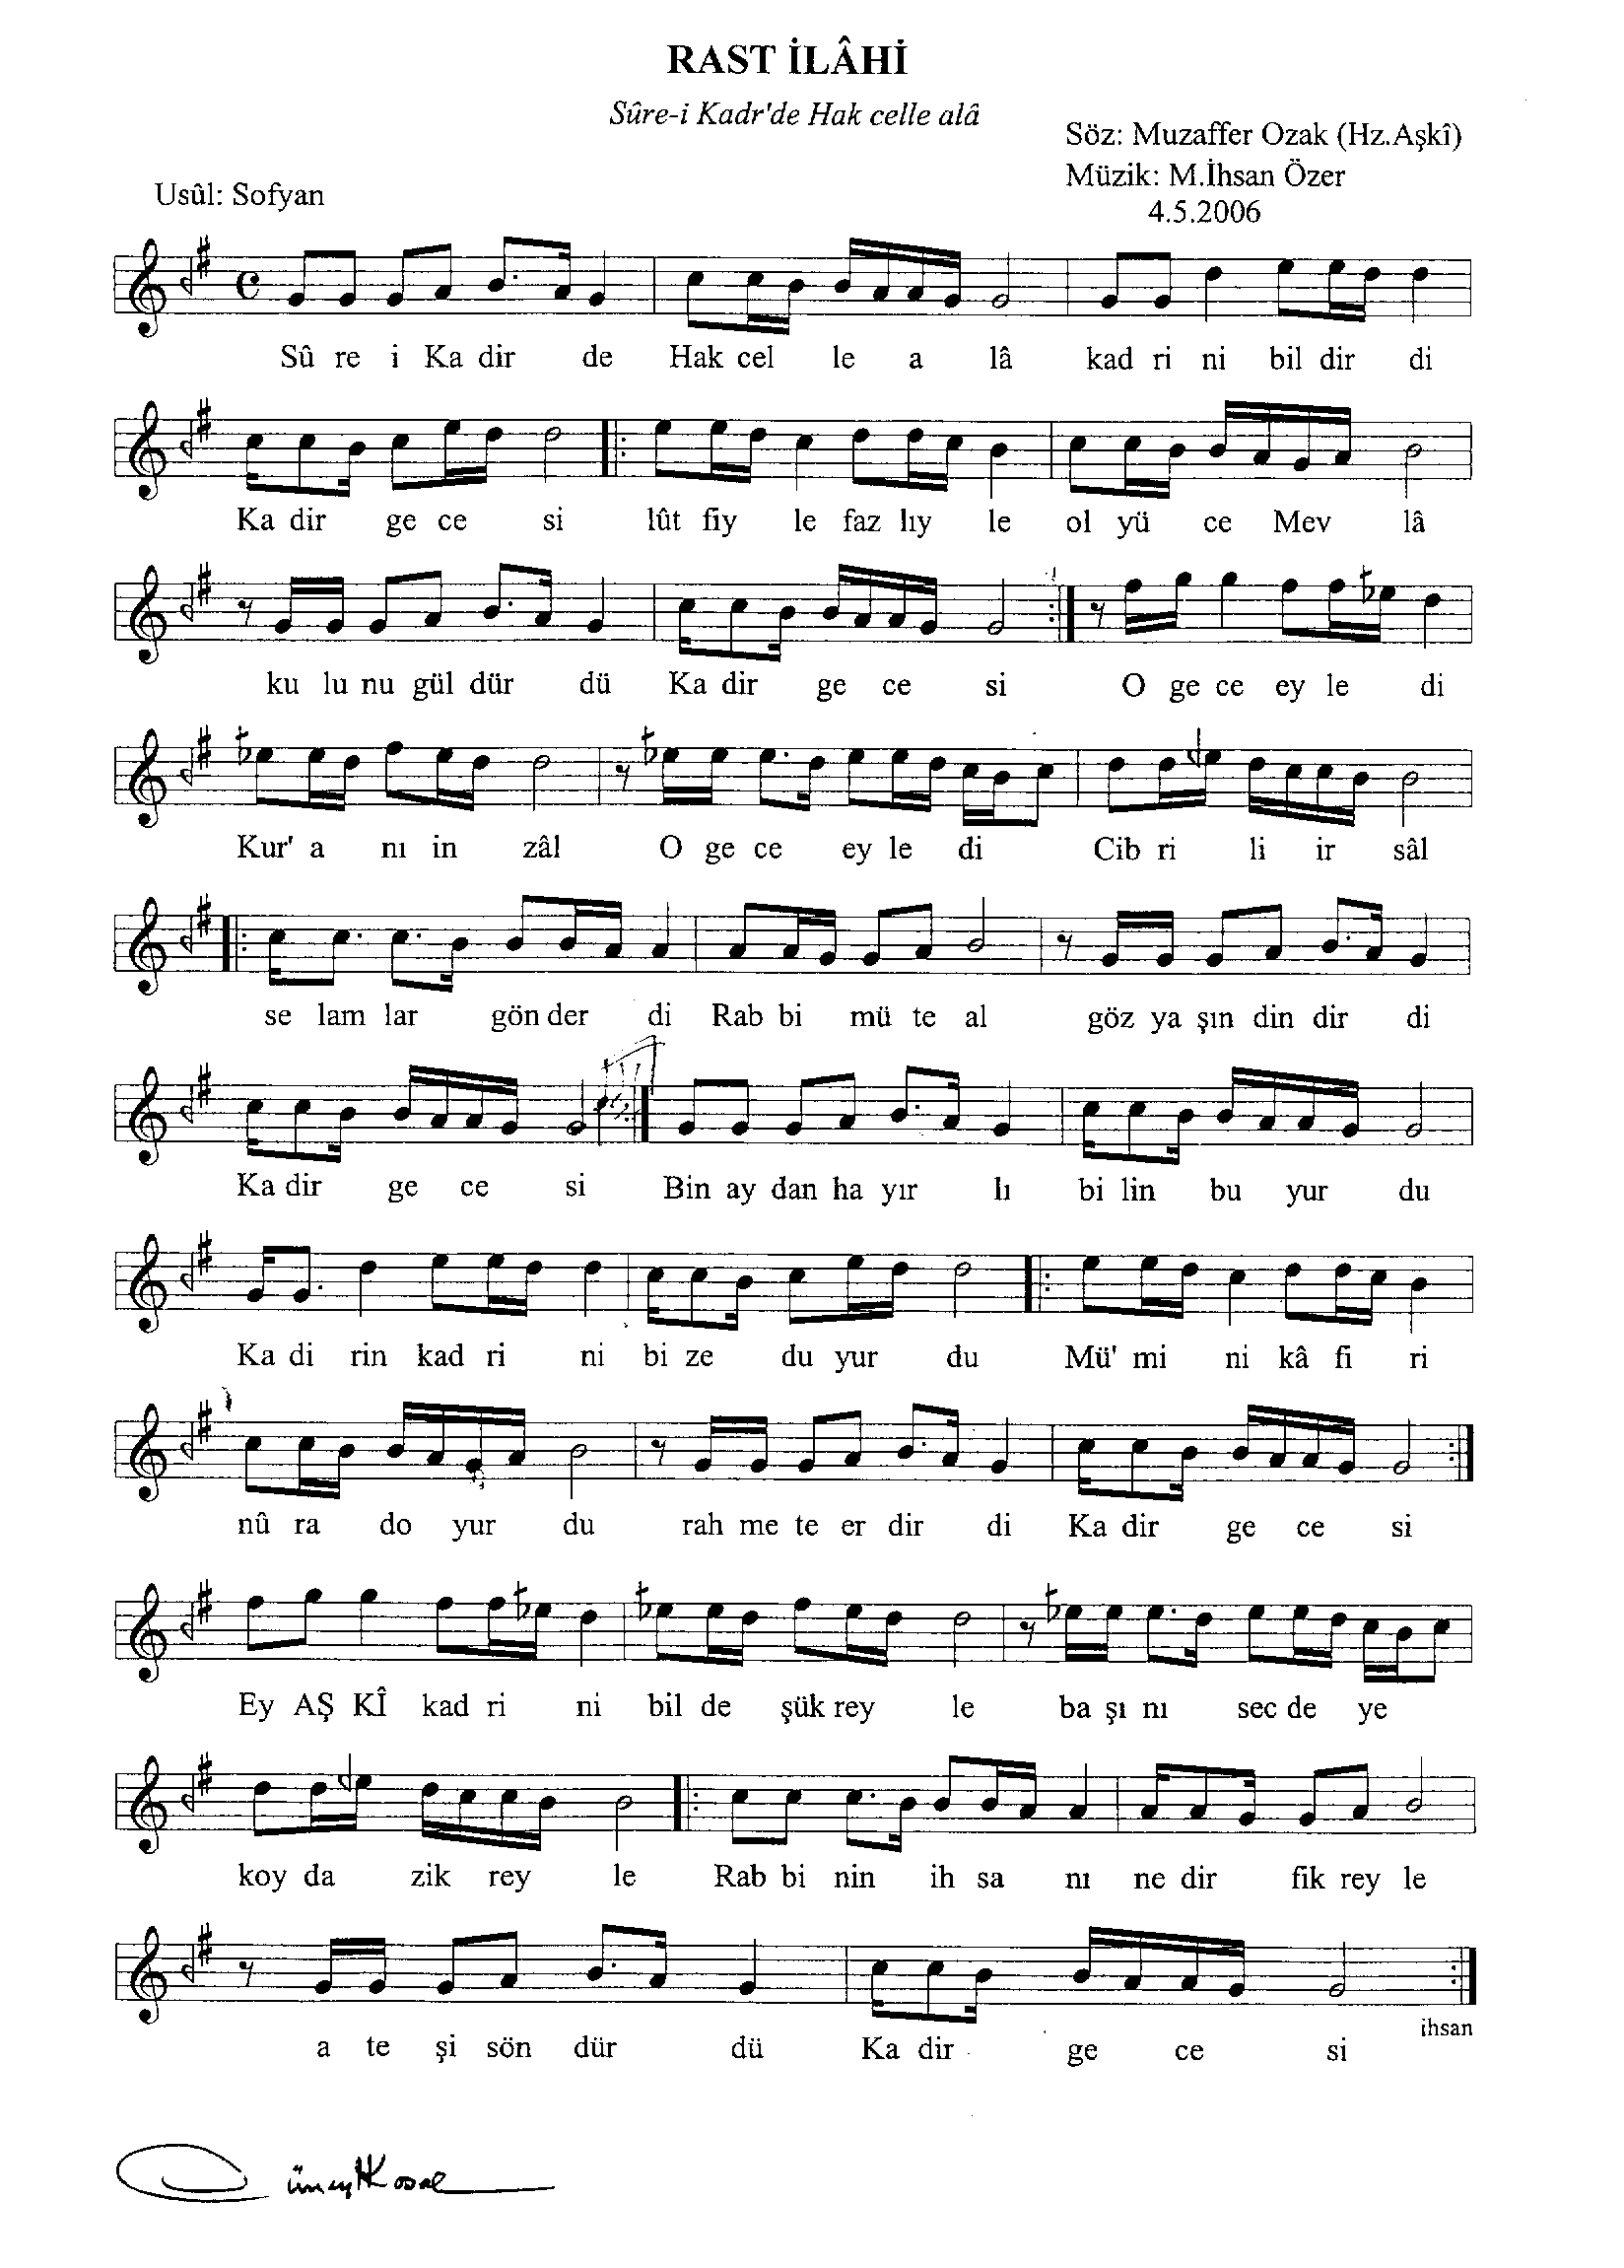 RAST İLÂHİ
Sûre-i Kadr'de Hak celle alâ
Söz: Muzaffer Ozak (Hz.Aşkî)
Müzik: M.İhsan Özer
4.5.2006
Usûl: Sofyan
Sû re i Ka dir de Hak cel le a lâ kad ri ni bil dir di
Ka dir ge ce si lût fiy le faz lıy le ol yü ce Mev lâ
ku lu nu gül dür dü Ka dir ge ce si O ge ce ey le di
Kur' a nı in zâl O ge ce ey le di Cib ri li ir sâl
se lam lar gön der di Rab bi mü te al göz ya şın din dir di
Ka dir ge ce si Bin ay dan ha yır lı bi lin bu yur du
Ka di rin kad ri ni bi ze du yur du Mü' mi ni kâ fi ri
nû ra do yur du rah me te er dir di Ka dir ge ce si
Ey AŞ KÎ kad ri ni bil de şük rey le ba şı nı sec de ye
koy da zik rey le Rab bi nin ih sa nı ne dir fik rey le
a te şi sön dür dü Ka dir ge ce si
ihsan